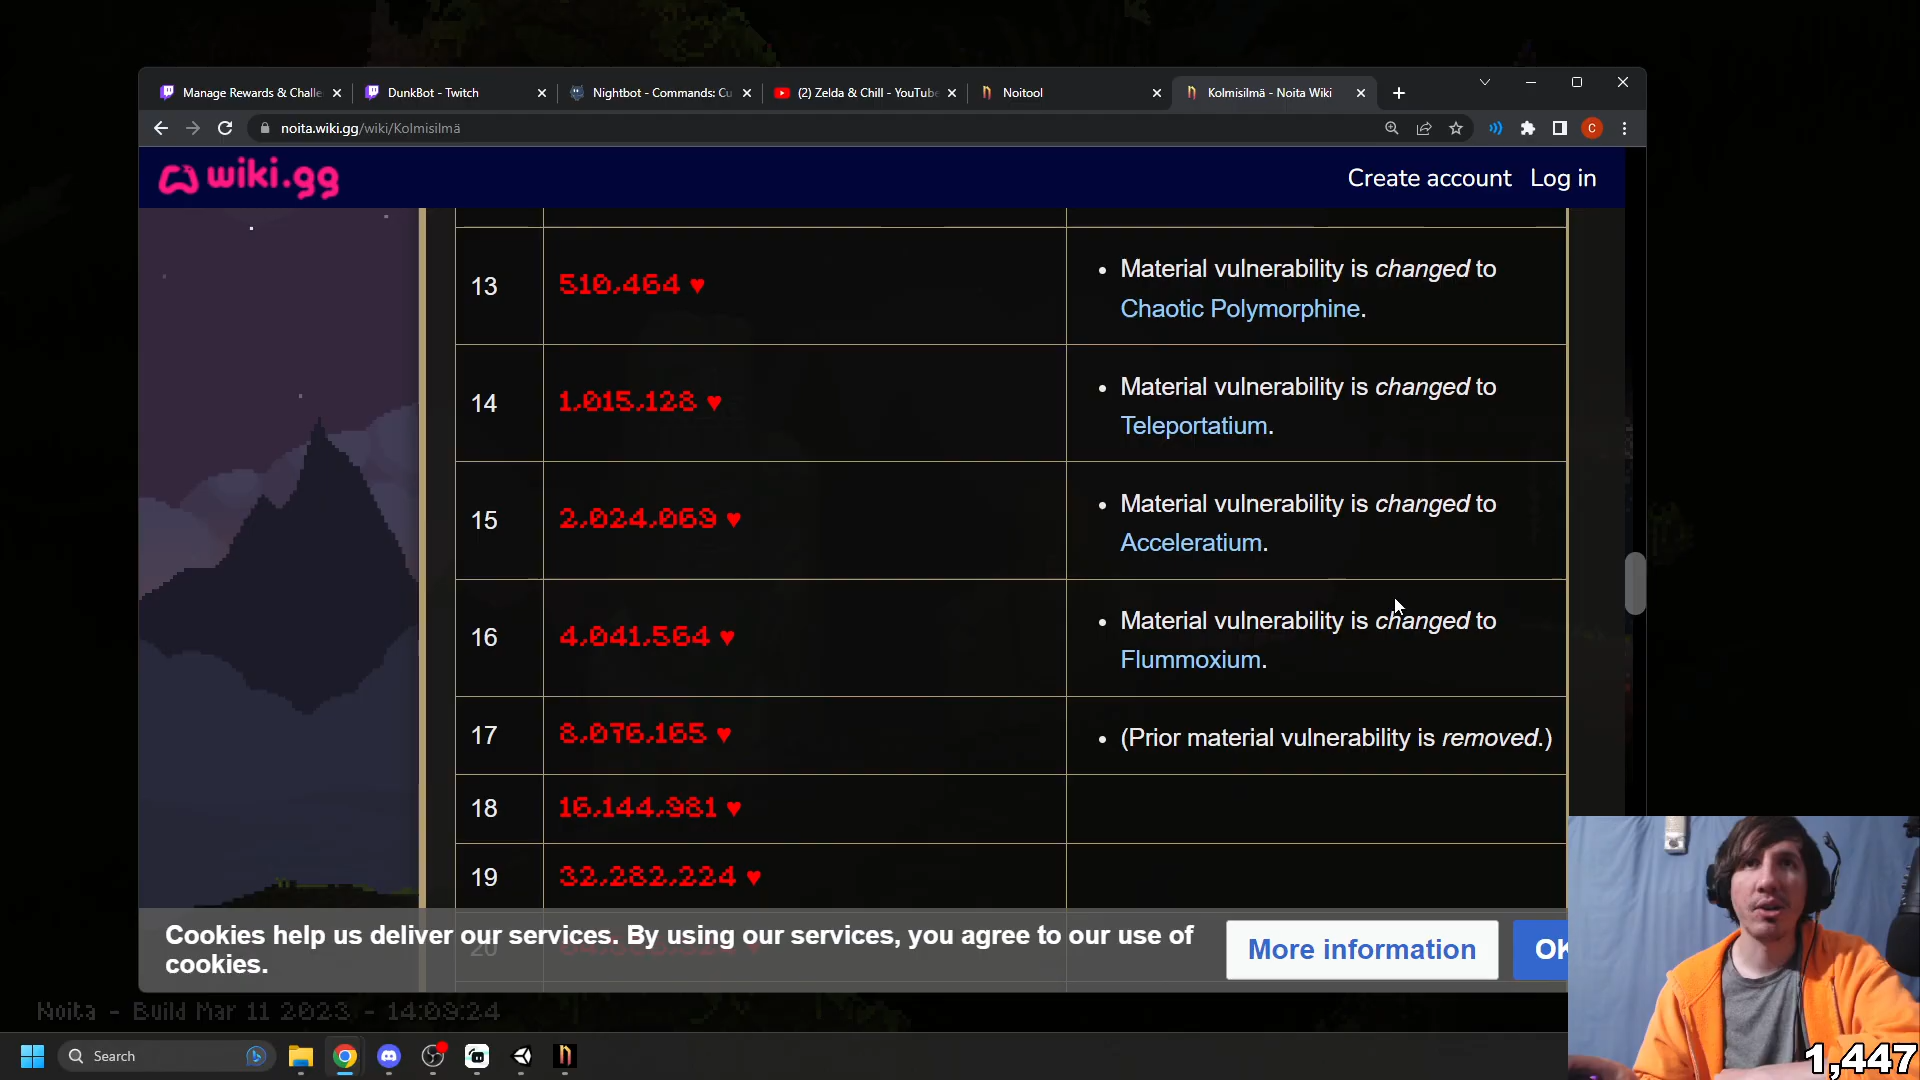 Manage Rewards & Challe
DunkBot - Twitch
Nightbot - Commands: Cu
(2) Zelda & Chill - YouTube
Noitool
Kolmisilmä - Noita Wiki
noita.wiki.gg/wiki/Kolmisilmä
C
wiki.gg
Create account
Log in
13
510,464
Material vulnerability is changed to
Chaotic Polymorphine.
14
1,015,128
Material vulnerability is changed to
Teleportatium.
15
2,024,069
Material vulnerability is changed to
Acceleratium.
16
4,041,564
Material vulnerability is changed to
Flummoxium.
17
8,076,165
(Prior material vulnerability is removed.)
18
16,144,981
19
32,282,224
20
Cookies help us deliver our services. By using our services, you agree to our use of
cookies.
More information
OK
Noita - Build Mar 11 2023 - 14:09:24
Search
1,447